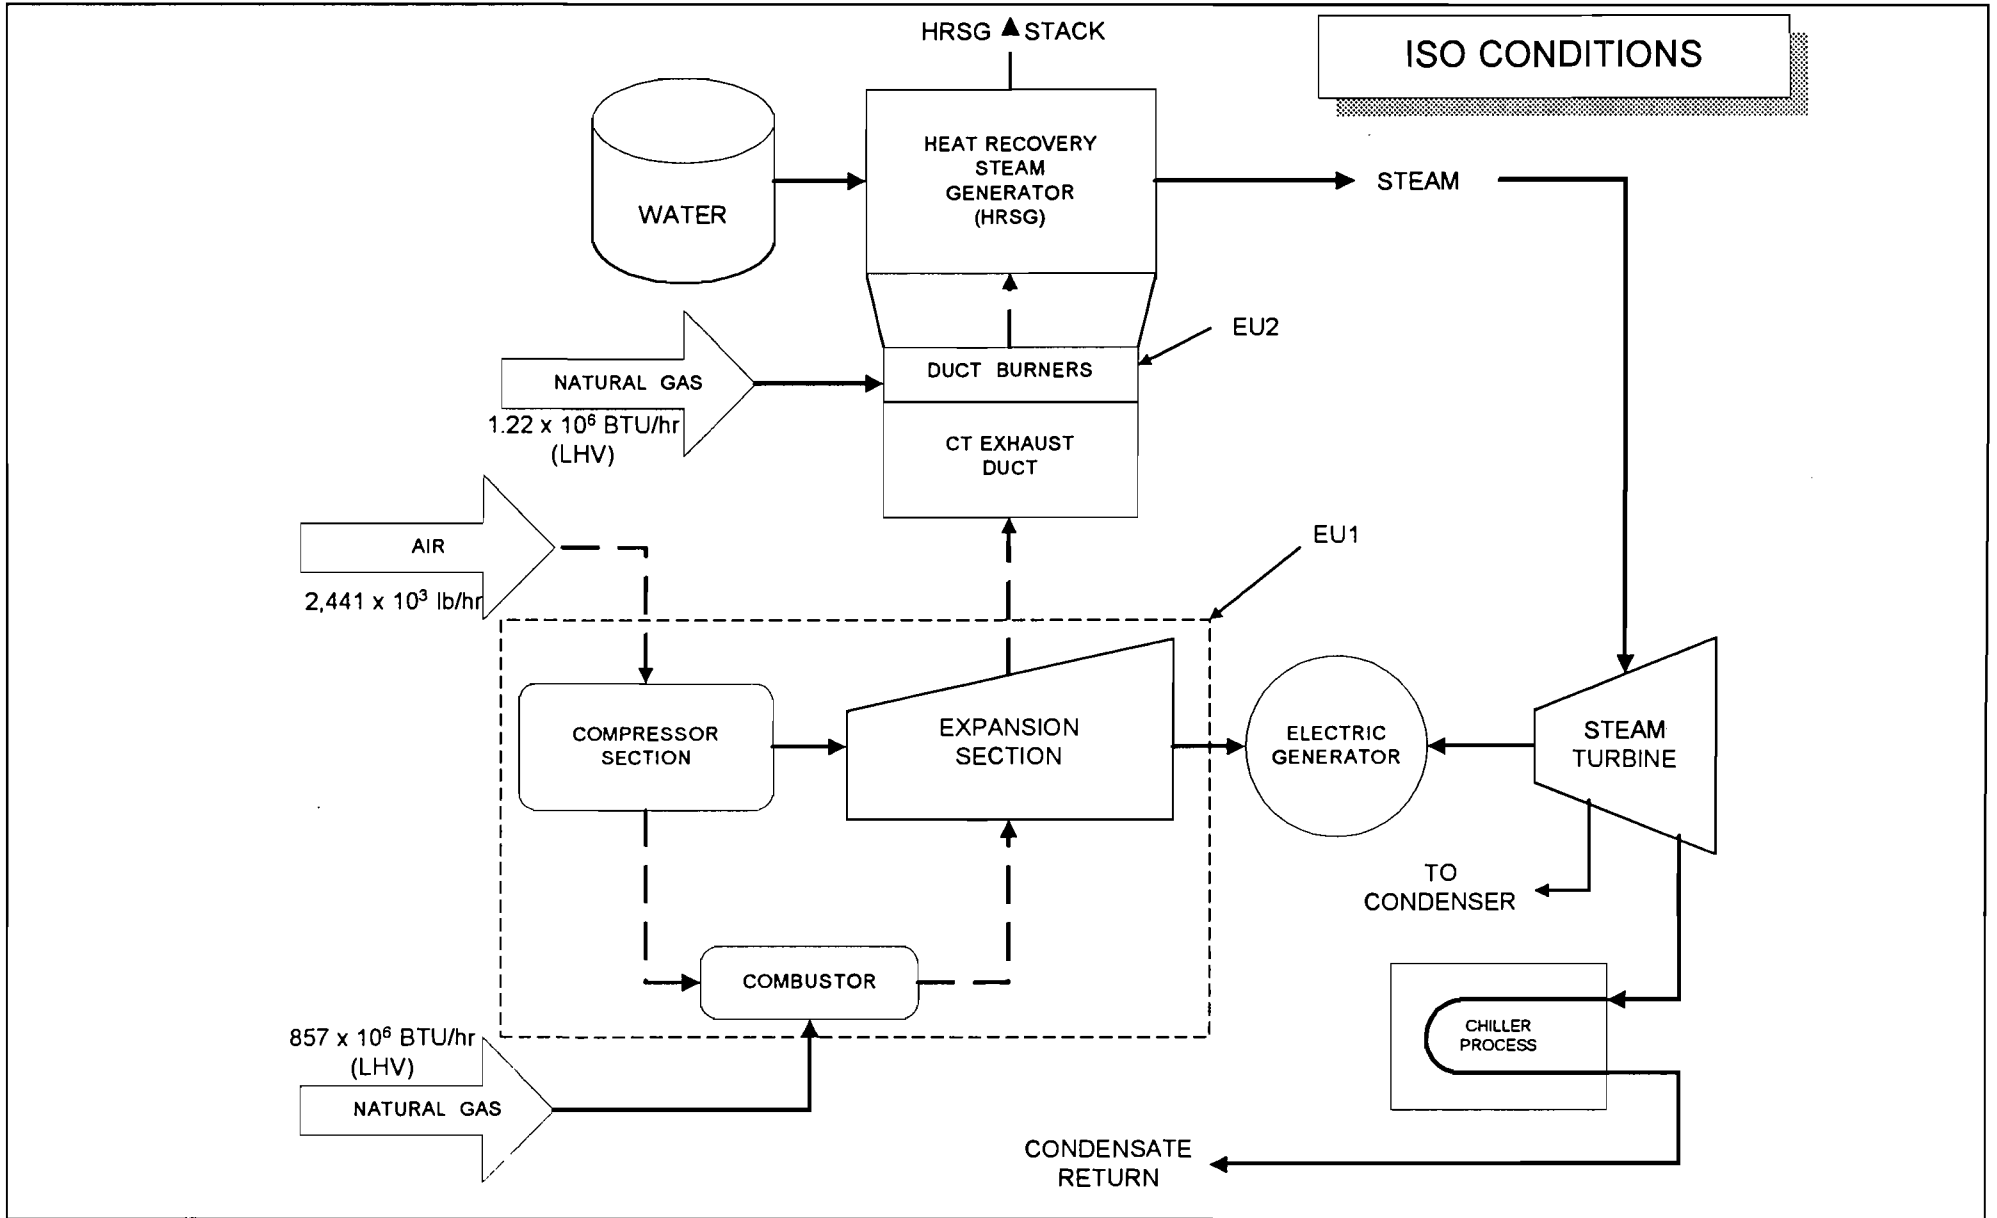 HRSG STACK
ISO CONDITIONS
HEAT RECOVERY
STEAM
GENERATOR
(HRSG)
WATER
STEAM
EU2
DUCT BURNERS
NATURAL GAS
1.22 x 10⁶ BTU/hr
(LHV)
CT EXHAUST
DUCT
AIR
2,441 x 10³ lb/hr
EU1
COMPRESSOR
SECTION
EXPANSION
SECTION
ELECTRIC
GENERATOR
STEAM
TURBINE
TO
CONDENSER
COMBUSTOR
CHILLER
PROCESS
857 x 10⁶ BTU/hr
(LHV)
NATURAL GAS
CONDENSATE
RETURN